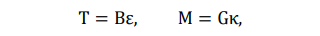 T = Bε, M = Gκ,